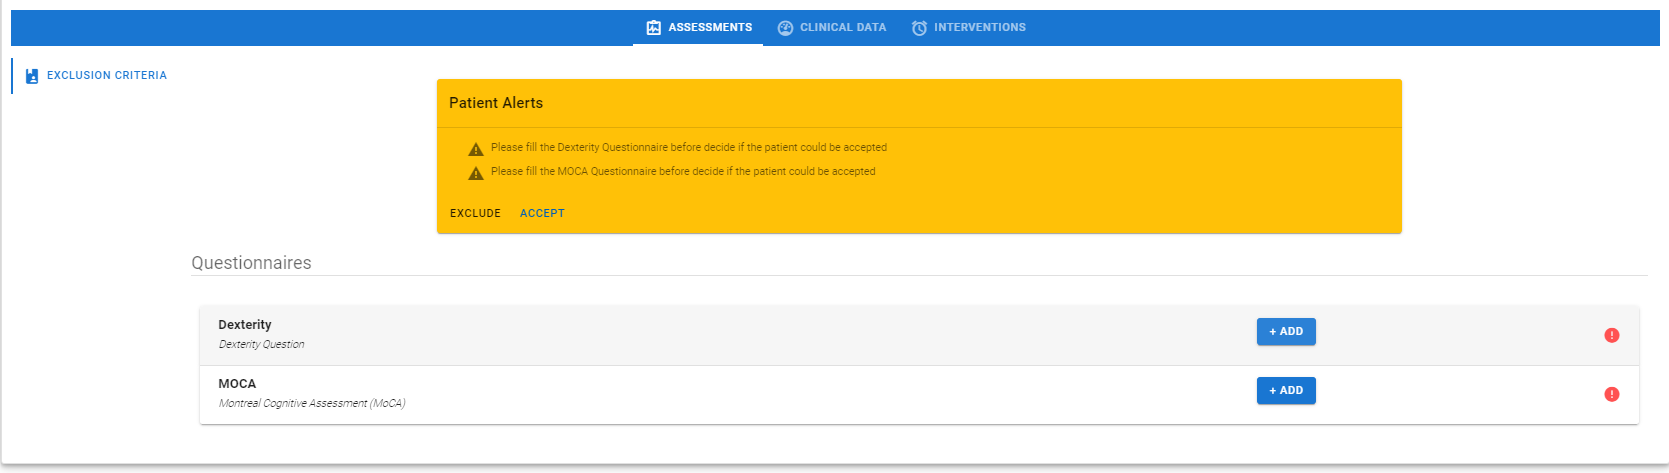 ASSESSMENTS CLINICAL DATA INTERVENTIONS
EXCLUSION CRITERIA
Patient Alerts
Please fill the Dexterity Questionnaire before decide if the patient could be accepted
Please fill the MOCA Questionnaire before decide if the patient could be accepted
EXCLUDE ACCEPT
Questionnaires
Dexterity
+ ADD
Dexterity Question
MOCA
+ ADD
Montreal Cognitive Assessment (MoCA)